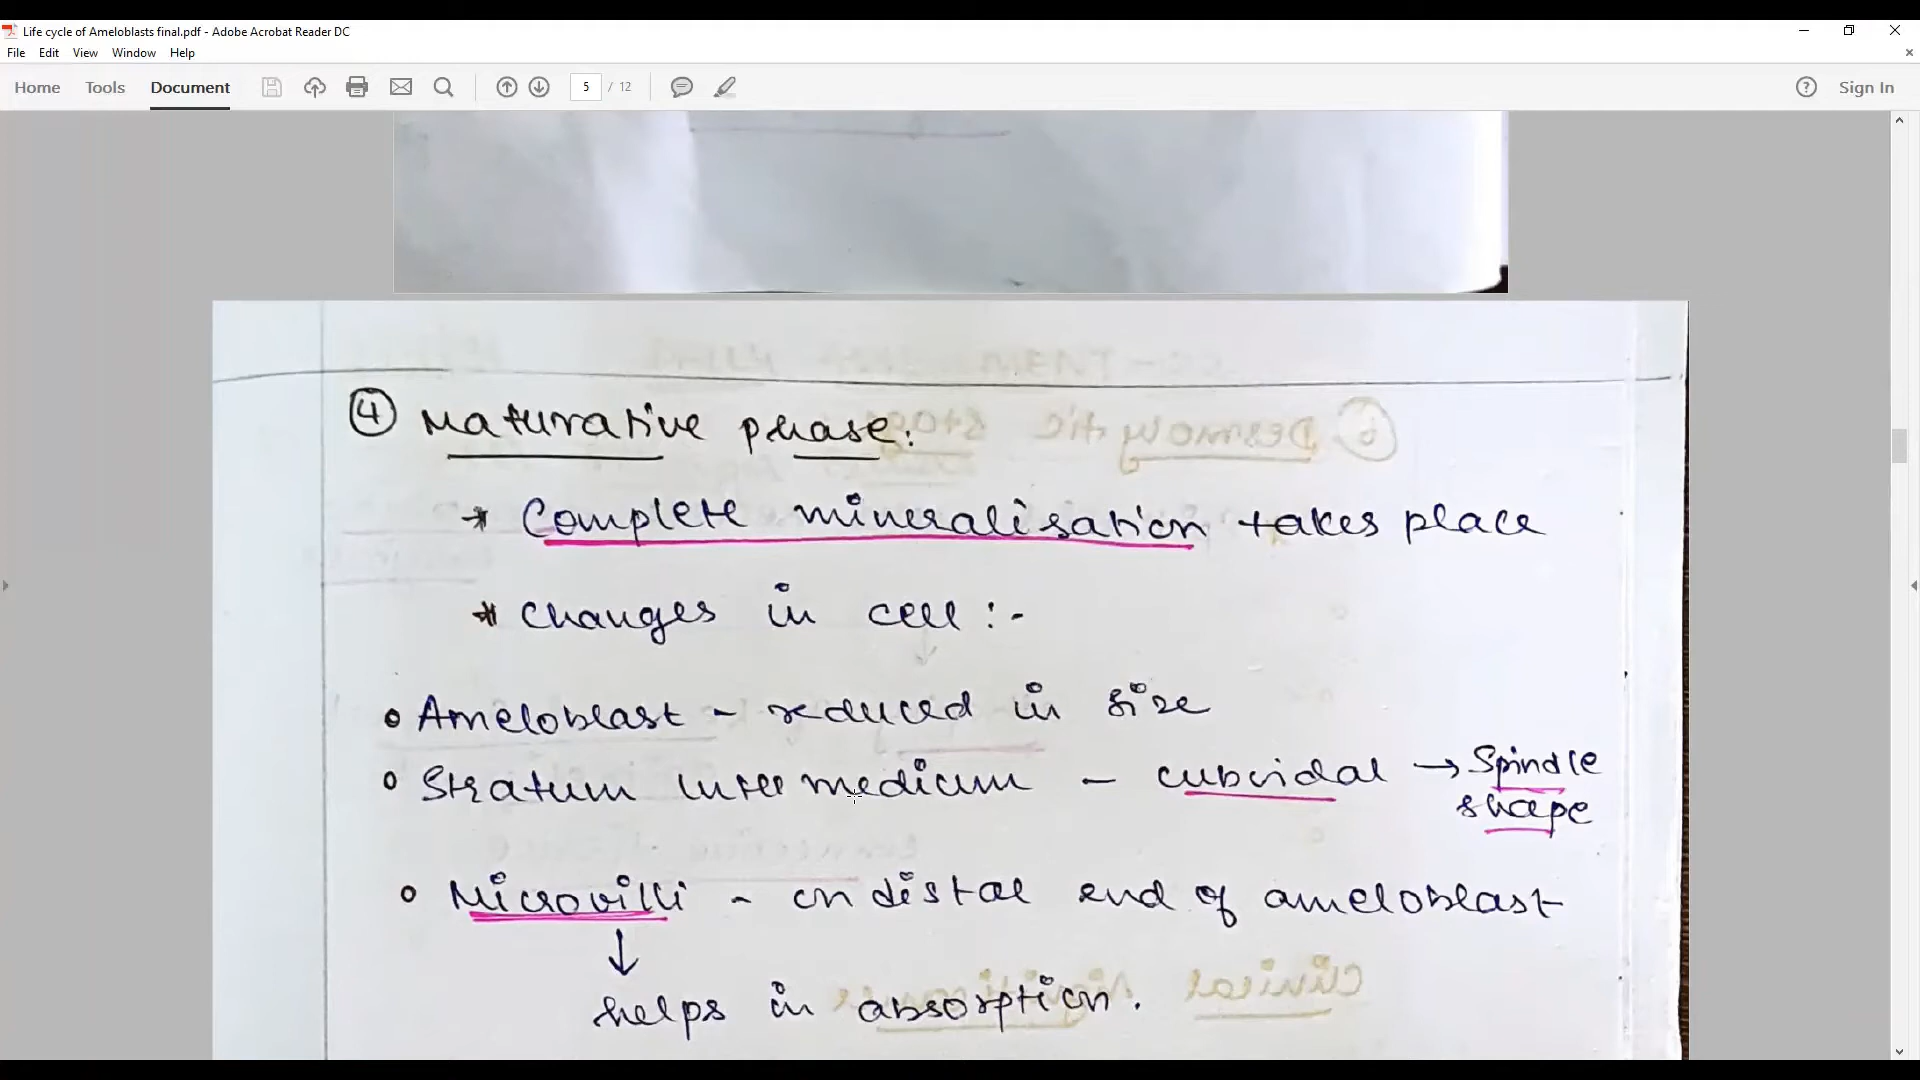 Life cycle of Ameloblasts final.pdf - Adobe Acrobat Reader DC
File Edit View Window Help
Home Tools Document 5 / 12 Sign In
④ Maturative phase:
* Complete mineralisation takes place
* Changes in cell :-
Ameloblast - reduced in size
Stratum intermedium - cuboidal → Spindle
shape
Microvilli - on distal end of ameloblast
↓
helps in absorption.